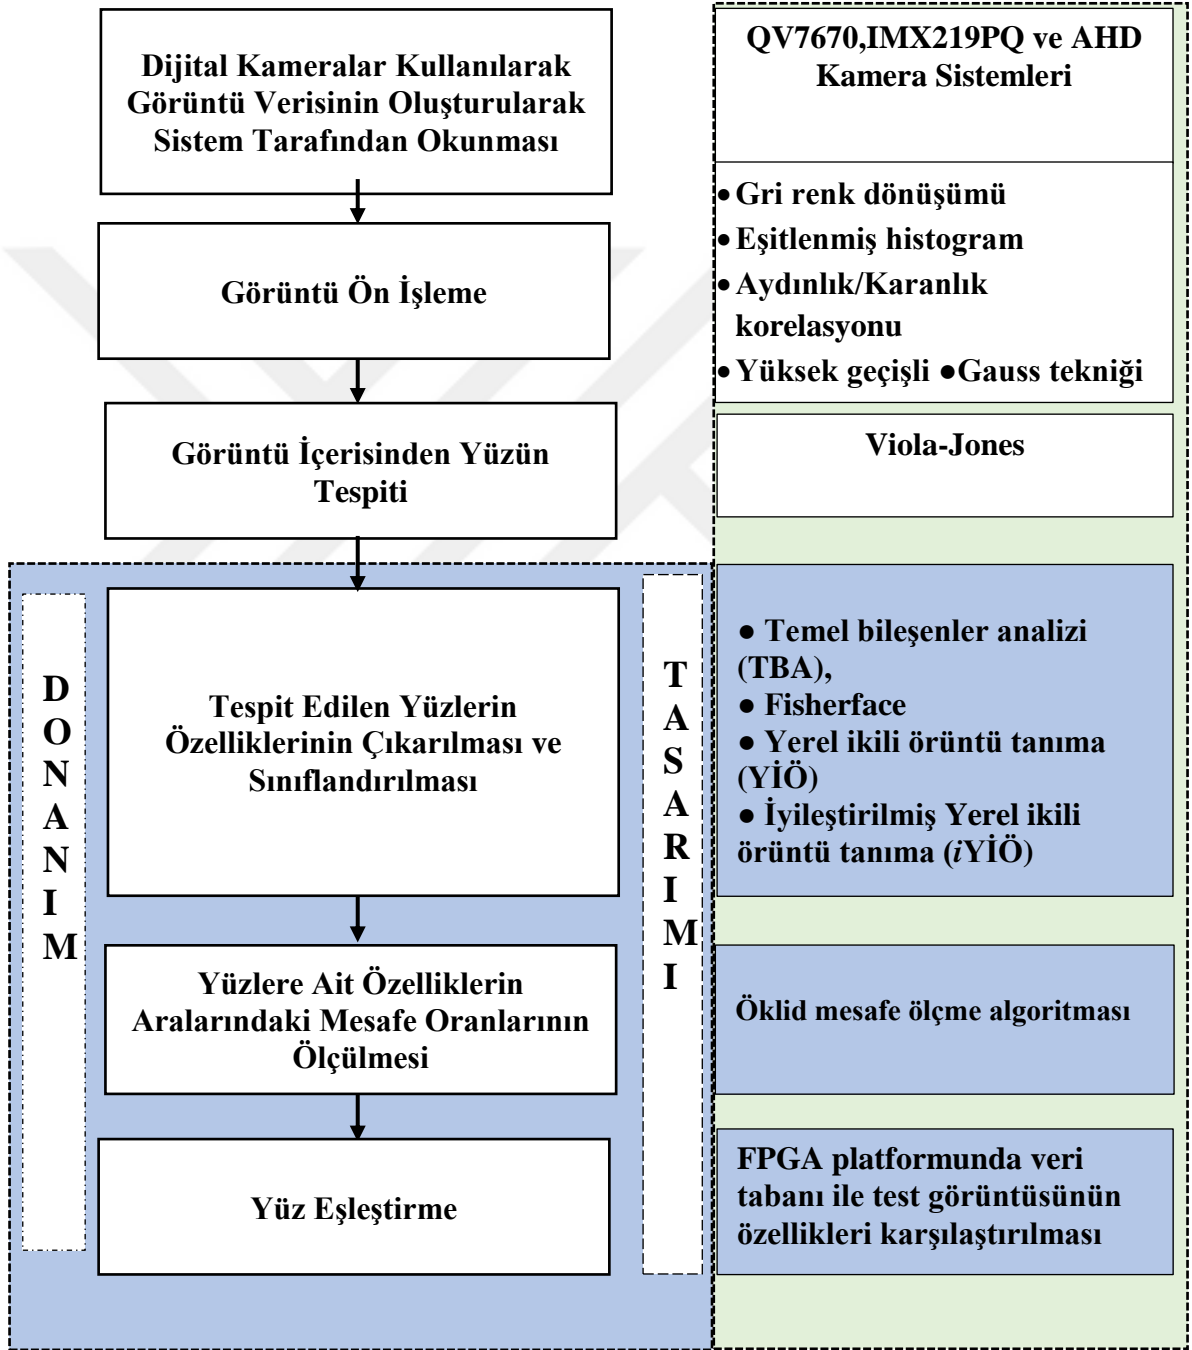 Dijital Kameralar Kullanılarak
Görüntü Verisinin Oluşturularak
Sistem Tarafından Okunması
QV7670,IMX219PQ ve AHD
Kamera Sistemleri
Görüntü Ön İşleme
● Gri renk dönüşümü
● Eşitlenmiş histogram
● Aydınlık/Karanlık
korelasyonu
● Yüksek geçişli ●Gauss tekniği
Görüntü İçerisinden Yüzün
Tespiti
Viola-Jones
DONANIM
Tespit Edilen Yüzlerin
Özelliklerinin Çıkarılması ve
Sınıflandırılması
TASARIMI
● Temel bileşenler analizi
(TBA),
● Fisherface
● Yerel ikili örüntü tanıma
(YİÖ)
● İyileştirilmiş Yerel ikili
örüntü tanıma (iYİÖ)
Yüzlere Ait Özelliklerin
Aralarındaki Mesafe Oranlarının
Ölçülmesi
Öklid mesafe ölçme algoritması
Yüz Eşleştirme
FPGA platformunda veri
tabanı ile test görüntüsünün
özellikleri karşılaştırılması